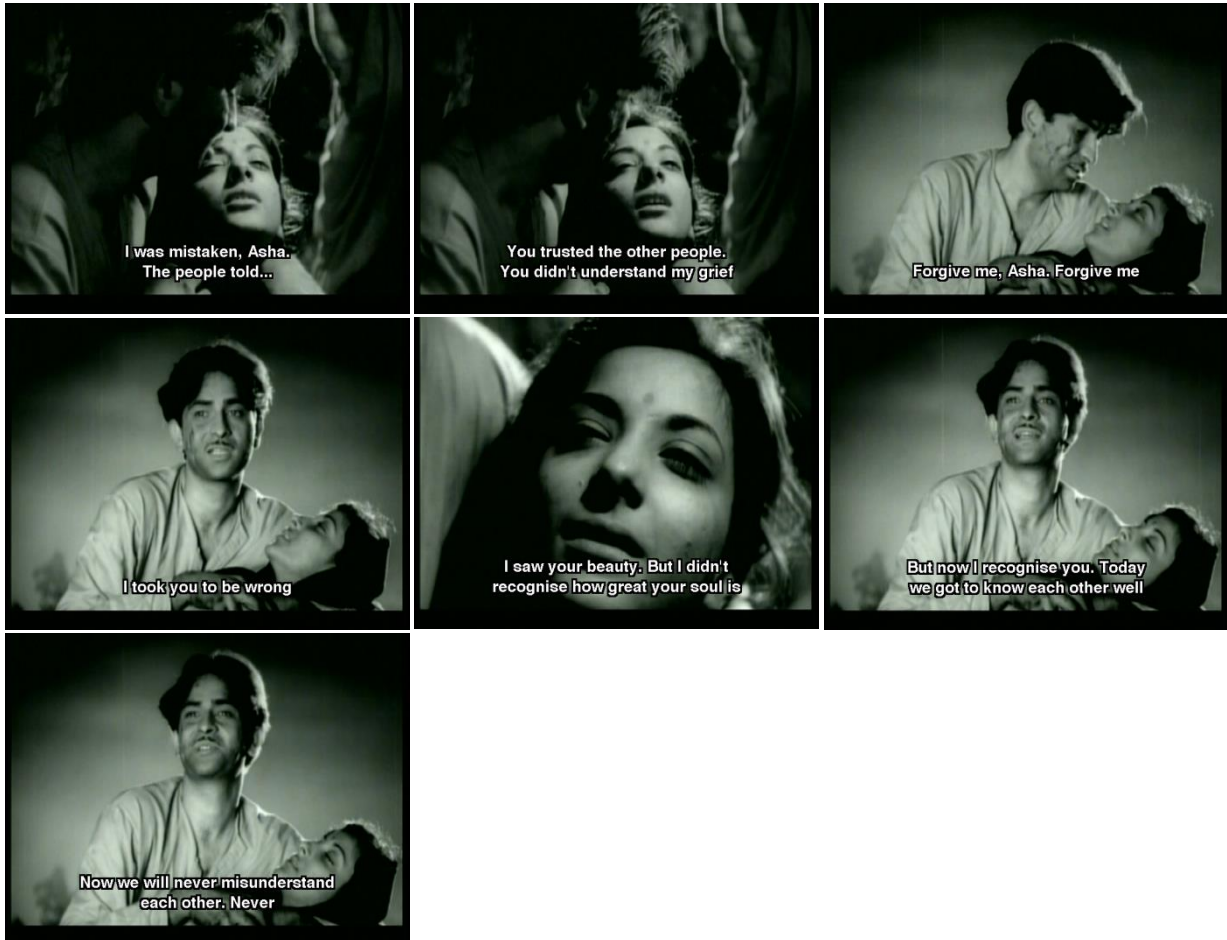 I was mistaken, Asha.
The people told...
You trusted the other people.
You didn't understand my grief
Forgive me, Asha. Forgive me
I took you to be wrong
I saw your beauty. But I didn't
recognise how great your soul is
But now I recognise you. Today
we got to know each other well
Now we will never misunderstand
each other. Never